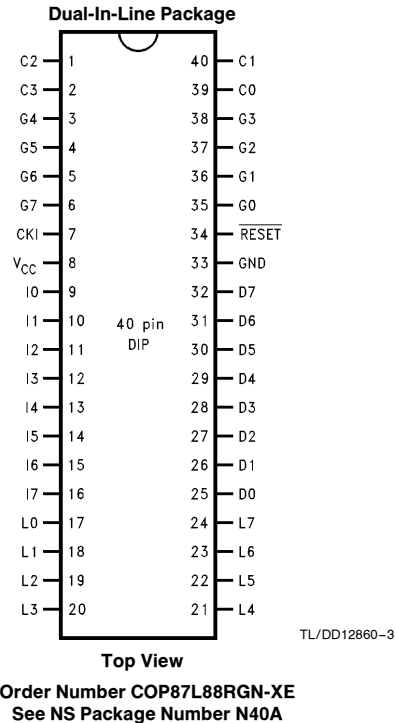 Dual-In-Line Package
C2 1 40 C1
C3 2 39 C0
G4 3 38 G3
G5 4 37 G2
G6 5 36 G1
G7 6 35 G0
CKI 7 34 RESET
VCC 8 33 GND
I0 9 32 D7
I1 10 31 D6
I2 11 30 D5
I3 12 29 D4
I4 13 28 D3
I5 14 27 D2
I6 15 26 D1
I7 16 25 D0
L0 17 24 L7
L1 18 23 L6
L2 19 22 L5
L3 20 21 L4
40 pin
DIP
TL/DD12860–3
Top View
Order Number COP87L88RGN-XE
See NS Package Number N40A